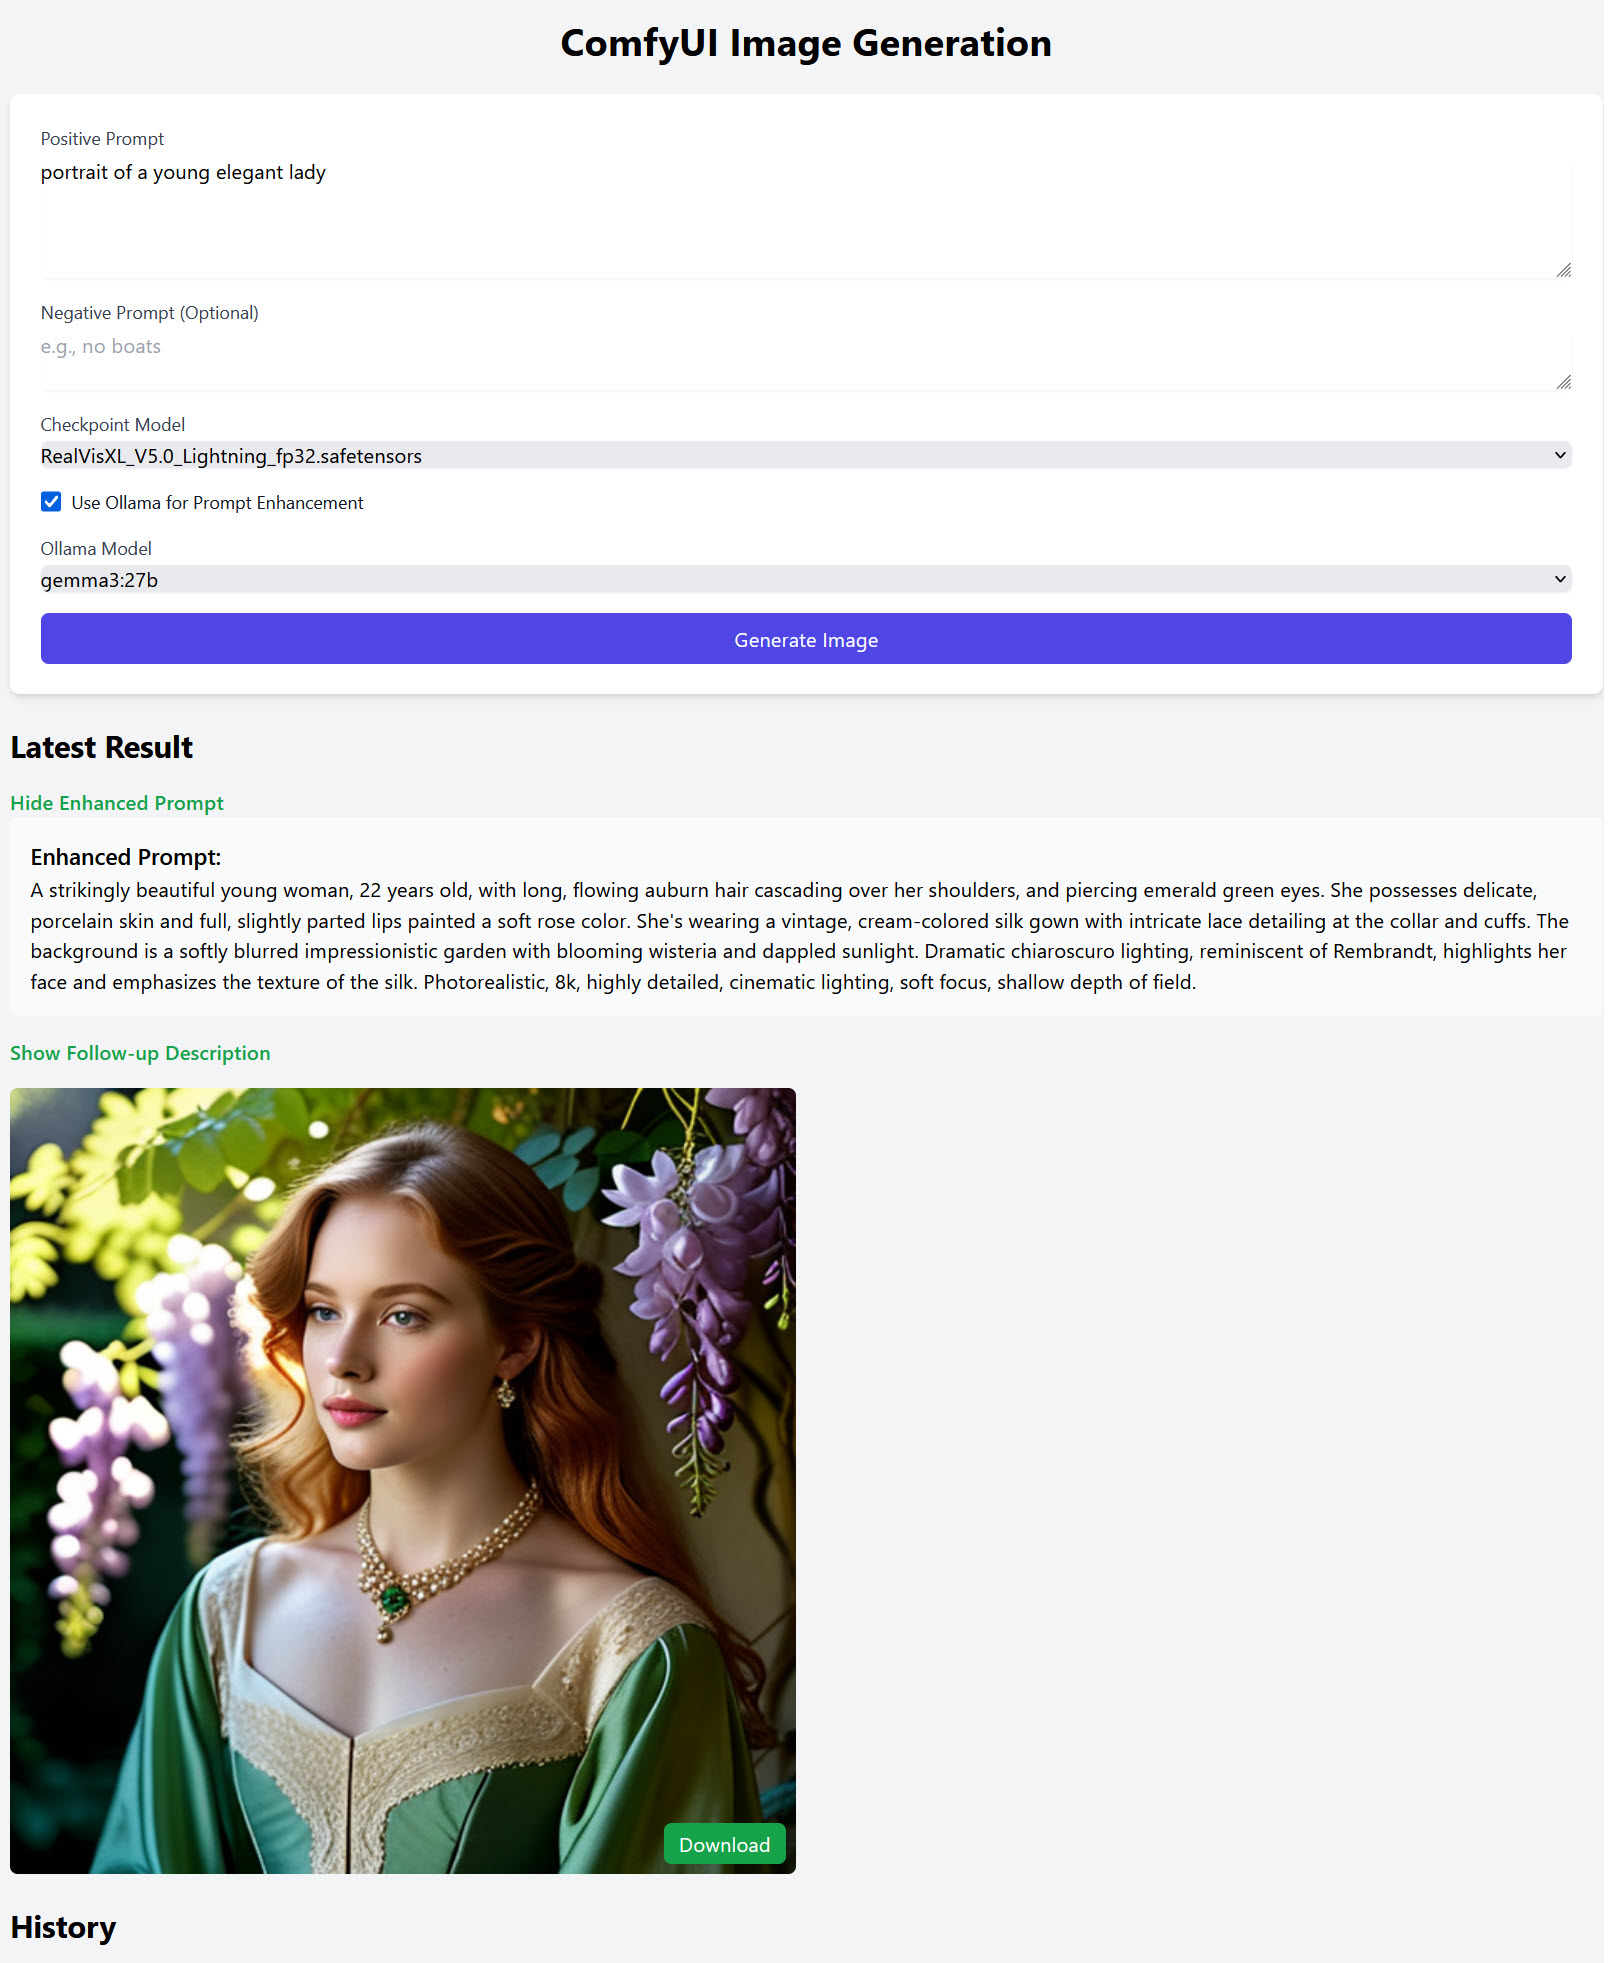 ComfyUI Image Generation
Positive Prompt
portrait of a young elegant lady
Negative Prompt (Optional)
e.g., no boats
Checkpoint Model
RealVisXL_V5.0_Lightning_fp32.safetensors
Use Ollama for Prompt Enhancement
Ollama Model
gemma3:27b
Generate Image
Latest Result
Hide Enhanced Prompt
Enhanced Prompt:
A strikingly beautiful young woman, 22 years old, with long, flowing auburn hair cascading over her shoulders, and piercing emerald green eyes. She possesses delicate,
porcelain skin and full, slightly parted lips painted a soft rose color. She's wearing a vintage, cream-colored silk gown with intricate lace detailing at the collar and cuffs. The
background is a softly blurred impressionistic garden with blooming wisteria and dappled sunlight. Dramatic chiaroscuro lighting, reminiscent of Rembrandt, highlights her
face and emphasizes the texture of the silk. Photorealistic, 8k, highly detailed, cinematic lighting, soft focus, shallow depth of field.
Show Follow-up Description
Download
History